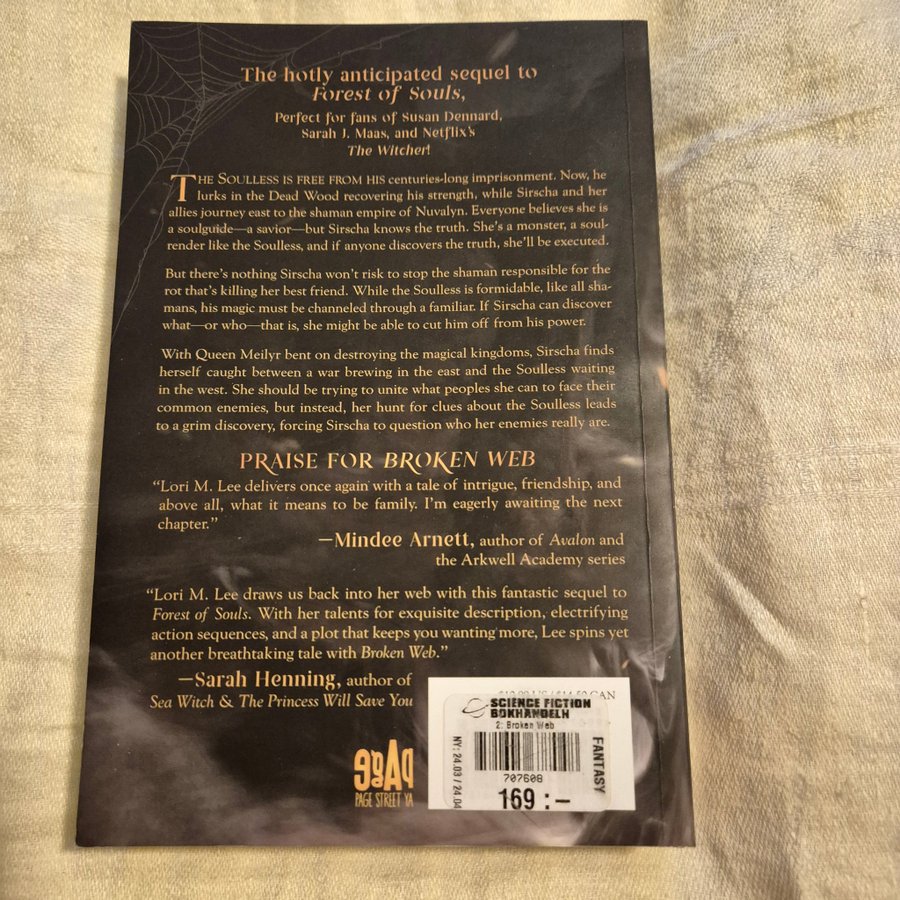 The hotly anticipated sequel to
Forest of Souls,
Perfect for fans of Susan Dennard,
Sarah J. Maas, and Netflix's
The Witcher!
THE SOULLESS IS FREE FROM HIS centuries-long imprisonment. Now, he
lurks in the Dead Wood recovering his strength, while Sirscha and her
allies journey east to the shaman empire of Nuvalyn. Everyone believes she is
a soulguide—a savior—but Sirscha knows the truth. She's a monster, a soul-
render like the Soulless, and if anyone discovers the truth, she'll be executed.
But there's nothing Sirscha won't risk to stop the shaman responsible for the
rot that's killing her best friend. While the Soulless is formidable, like all sha-
mans, his magic must be channeled through a familiar. If Sirscha can discover
what—or who—that is, she might be able to cut him off from his power.
With Queen Meilyr bent on destroying the magical kingdoms, Sirscha finds
herself caught between a war brewing in the east and the Soulless waiting
in the west. She should be trying to unite what peoples she can to face their
common enemies, but instead, her hunt for clues about the Soulless leads
to a grim discovery, forcing Sirscha to question who her enemies really are.
PRAISE FOR BROKEN WEB
"Lori M. Lee delivers once again with a tale of intrigue, friendship, and
above all, what it means to be family. I'm eagerly awaiting the next
chapter."
—Mindee Arnett, author of Avalon and
the Arkwell Academy series
"Lori M. Lee draws us back into her web with this fantastic sequel to
Forest of Souls. With her talents for exquisite description, electrifying
action sequences, and a plot that keeps you wanting more, Lee spins yet
another breathtaking tale with Broken Web."
—Sarah Henning, author of
Sea Witch & The Princess Will Save You
SCIENCE FICTION
BOKHANDELN
2: Broken Web
NY: 24.03 / 24.04
FANTASY
707608
169 :-
pAge
PAGE STREET YA